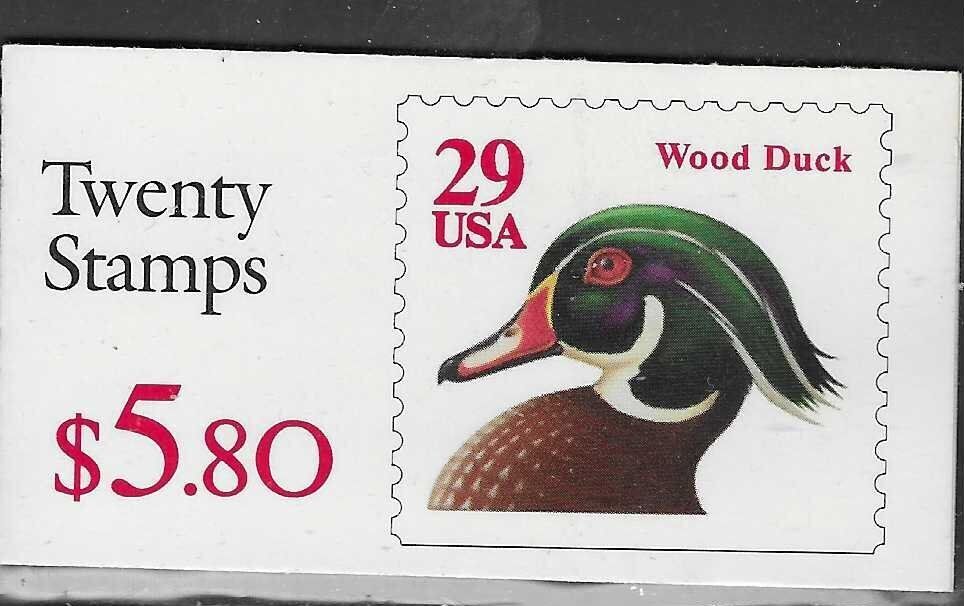 Twenty
Stamps
$5.80
29
USA
Wood Duck